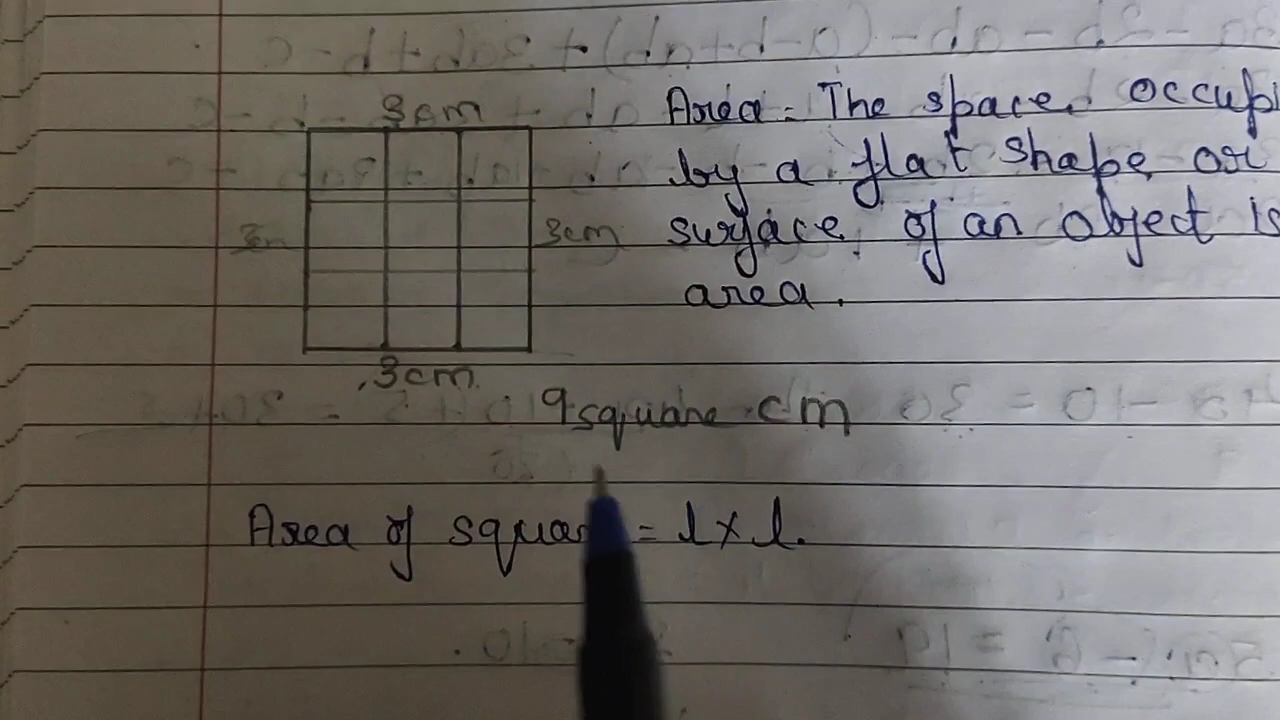 3cm
3cm
3cm
Area - The space occupi
by a flat shape or
surface of an object is
area.
9 square cm
Area of squar = l x l.